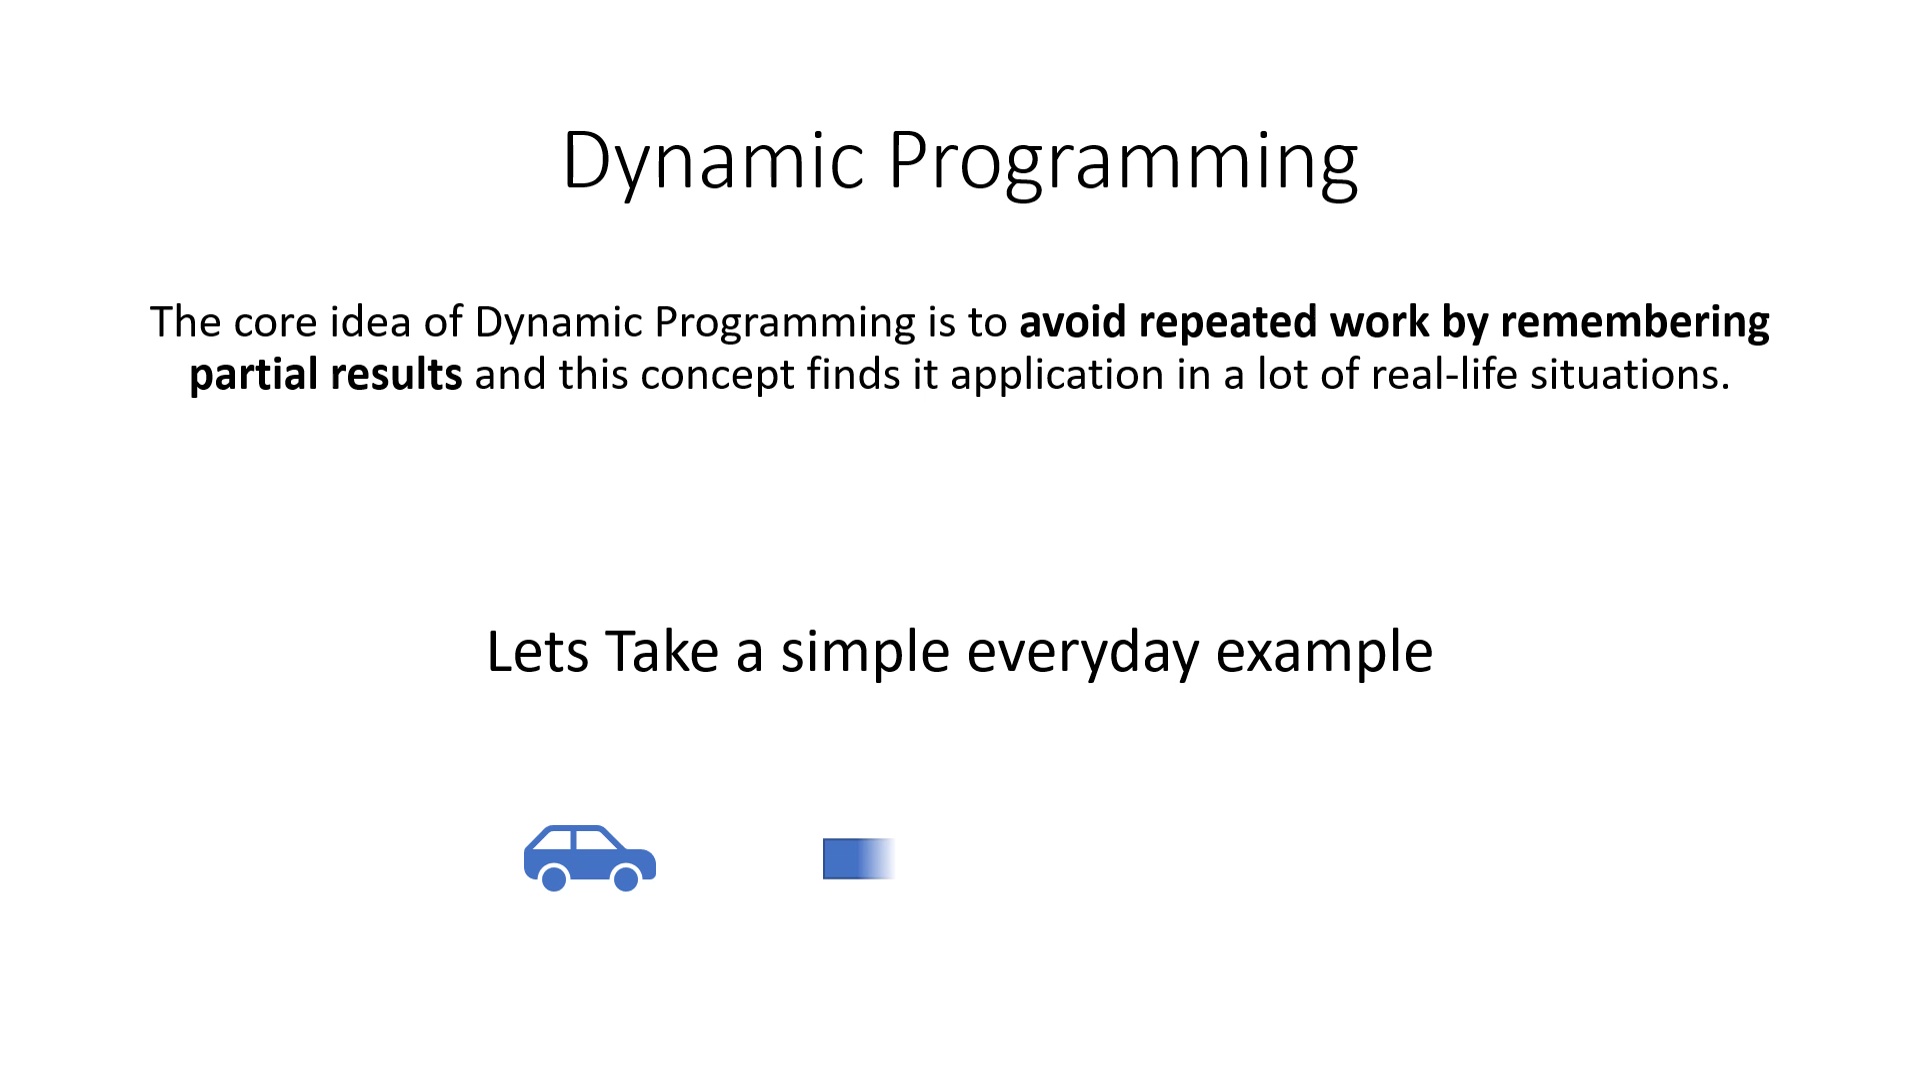 Dynamic Programming
The core idea of Dynamic Programming is to avoid repeated work by remembering
partial results and this concept finds it application in a lot of real-life situations.
Lets Take a simple everyday example